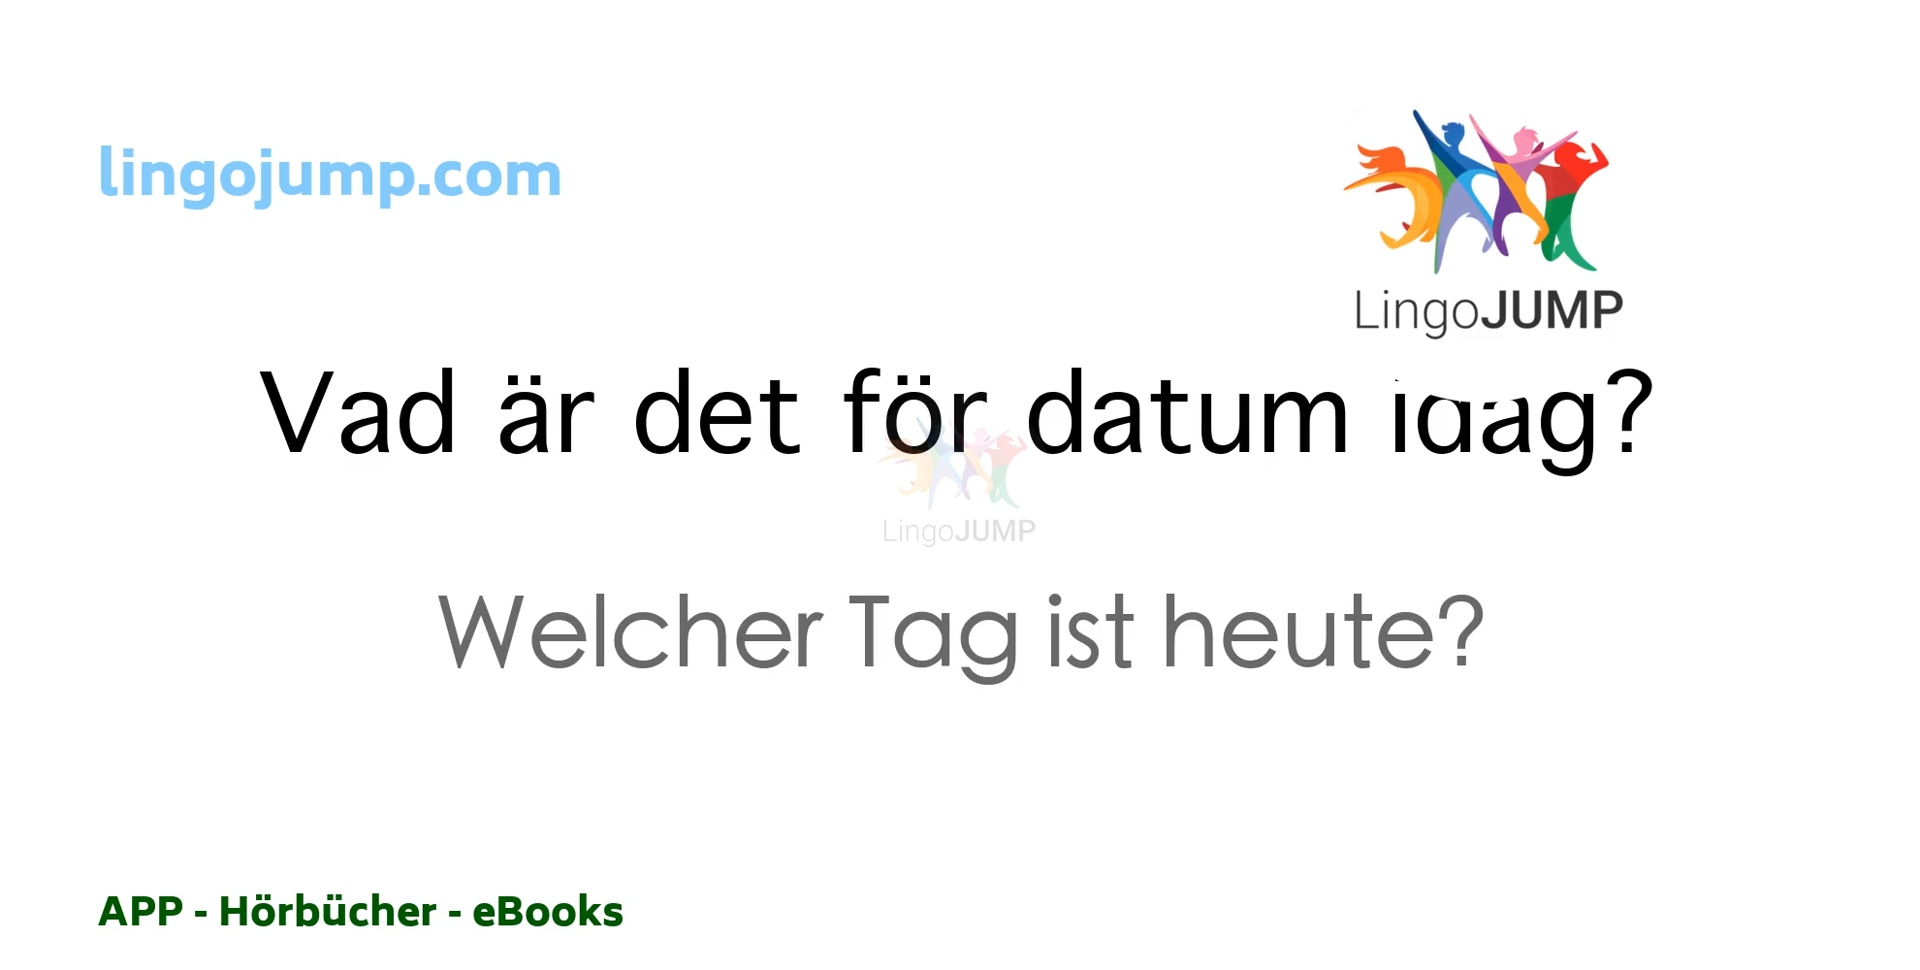 lingojump.com
LingoJUMP
Vad är det för datum idag?
LingoJUMP
Welcher Tag ist heute?
APP - Hörbücher - eBooks